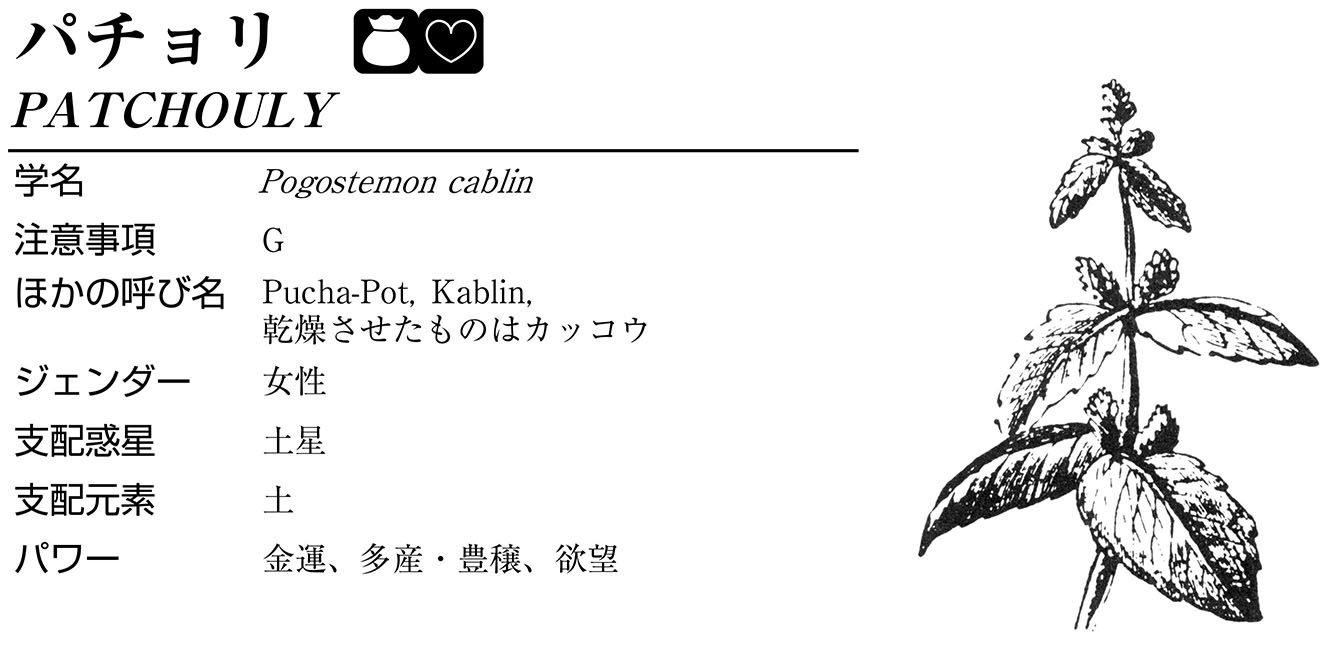 パチョリ
PATCHOULY
学名 Pogostemon cablin
注意事項 G
ほかの呼び名 Pucha-Pot, Kablin,
乾燥させたものはカッコウ
ジェンダー 女性
支配惑星 土星
支配元素 土
パワー 金運、多産・豊穣、欲望